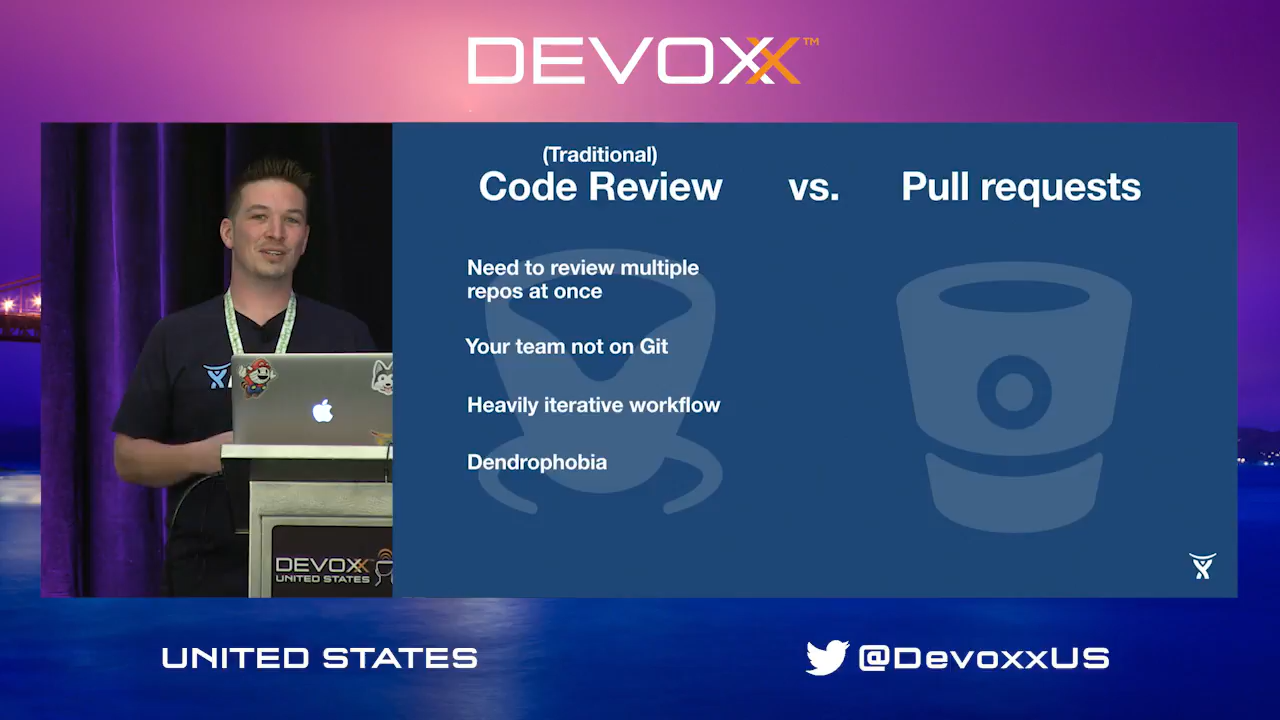 DEVOXX™
(Traditional)
Code Review vs. Pull requests
Need to review multiple
repos at once
Your team not on Git
Heavily iterative workflow
Dendrophobia
DEVOXX
UNITED STATES
UNITED STATES
@DevoxxUS